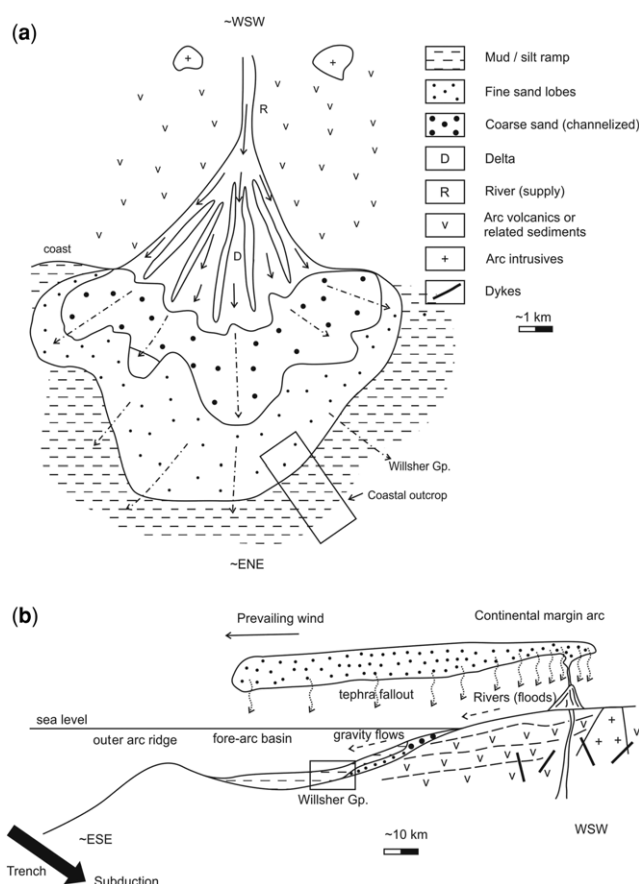 (a)
~WSW
+
+
R
D
coast
Willsher Gp.
Coastal outcrop
~ENE
Mud / silt ramp
Fine sand lobes
Coarse sand (channelized)
D
Delta
R
River (supply)
v
Arc volcanics or
related sediments
+
Arc intrusives
Dykes
~1 km
(b)
Prevailing wind
Continental margin arc
tephra fallout
Rivers (floods)
sea level
outer arc ridge
fore-arc basin
gravity flows
Willsher Gp.
~10 km
~ESE
WSW
Trench
Subduction